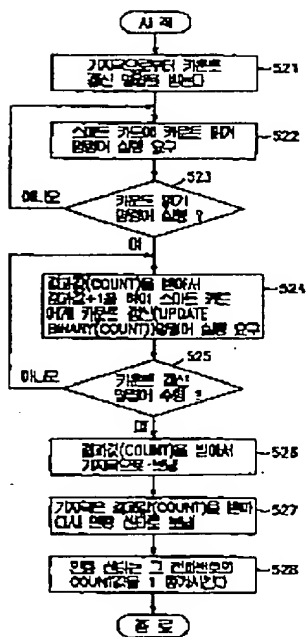 시 작
기지국으로부터 카운트
갱신 명령을 받는다
521
스마트 카드에 카운트 읽기
명령어 실행 요구
522
523
카운트 읽기
명령어 실행 ?
아니오
예
결과값(COUNT)을 받아서
결과값+1을 하여 스마트 카드
에게 카운트 갱신(UPDATE
BINARY(COUNT))명령어 실행 요구
524
525
카운트 갱신
명령어 수행 ?
아니오
예
결과값(COUNT)을 받아서
기지국으로 보냄
526
기지국은 결과값(COUNT)을 받아
다시 인증 센터로 보냄
527
인증 센터는 그 전화번호의
COUNT값을 1 증가시킨다
528
종 료